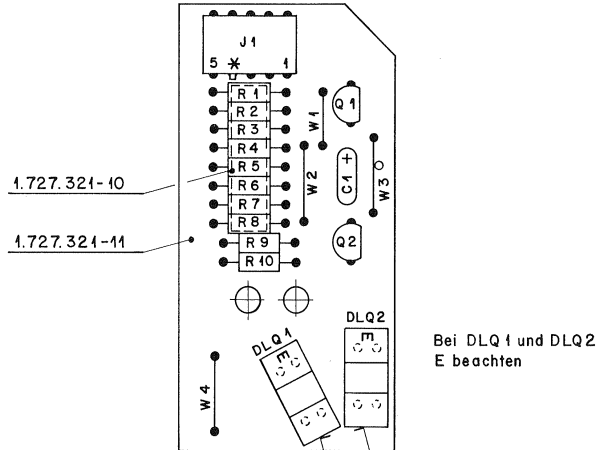 J1
5 * 1
R1
R2
R3
R4
R5
R6
R7
R8
R9
R10
W1
W2
Q1
C1 +
W3
Q2
1.727.321-10
1.727.321-11
DLQ1
E
DLQ2
E
W4
Bei DLQ1 und DLQ2
E beachten